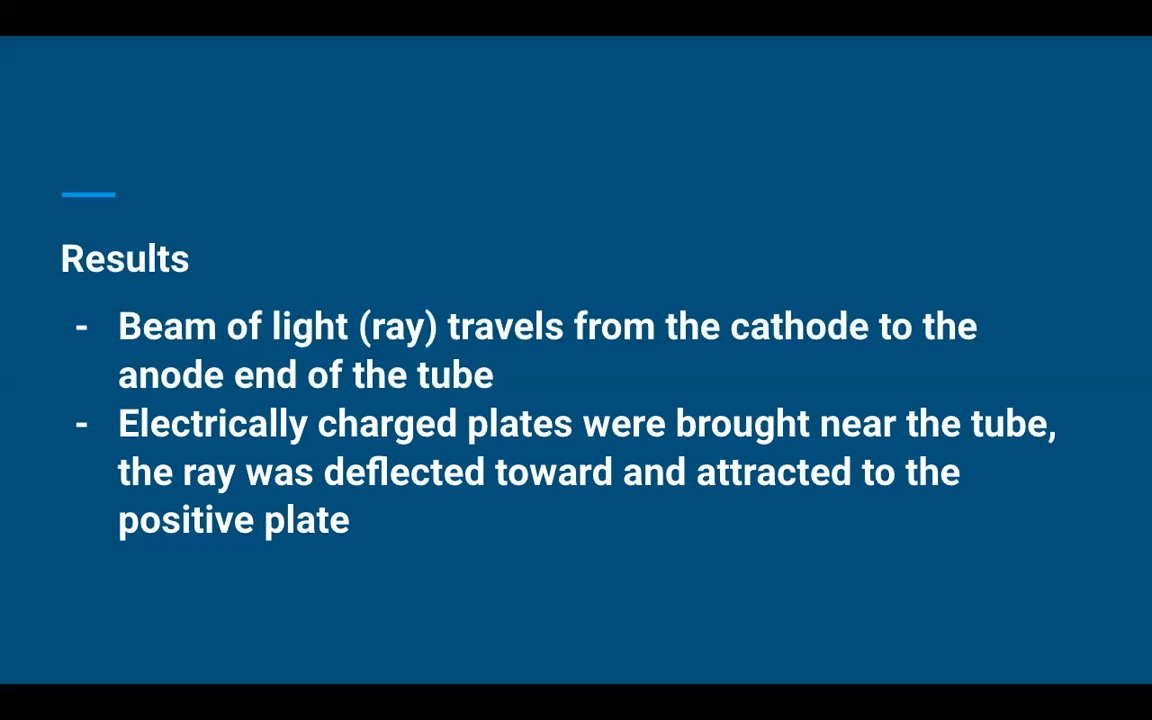 Results
- Beam of light (ray) travels from the cathode to the
anode end of the tube
- Electrically charged plates were brought near the tube,
the ray was deflected toward and attracted to the
positive plate